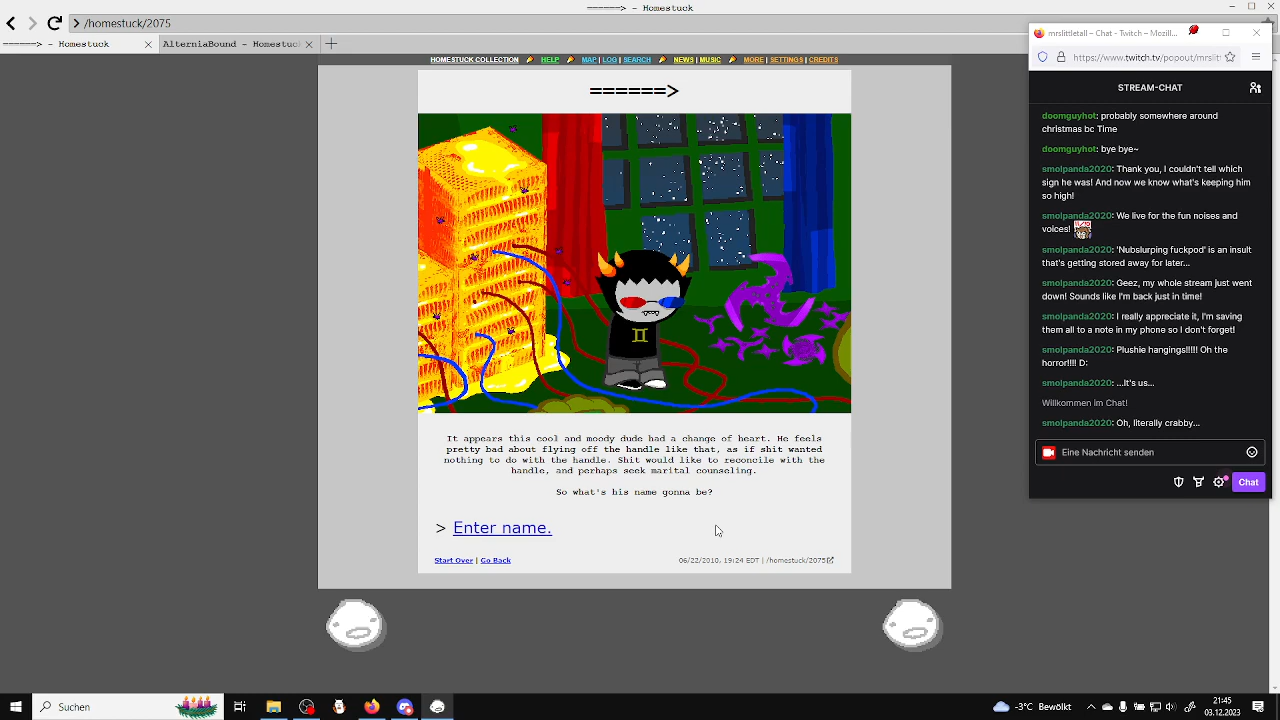 ======> - Homestuck
/homestuck/2075
======> - Homestuck
AlterniaBound - Homestuc
HOMESTUCK COLLECTION HELP MAP | LOG | SEARCH NEWS | MUSIC MORE | SETTINGS | CREDITS
======>
It appears this cool and moody dude had a change of heart. He feels
pretty bad about flying off the handle like that, as if shit wanted
nothing to do with the handle. Shit would like to reconcile with the
handle, and perhaps seek marital counseling.
So what's his name gonna be?
> Enter name.
Start Over | Go Back
06/22/2010, 19:24 EDT | /homestuck/2075
mrslittletall – Chat - Twitch – Mozill...
https://www.twitch.tv/popout/mrslitt
STREAM-CHAT
doomguyhot: probably somewhere around
christmas bc Time
doomguyhot: bye bye~
smolpanda2020: Thank you, I couldn't tell which
sign he was! And now we know what's keeping him
so high!
smolpanda2020: We live for the fun noises and
voices!
smolpanda2020: 'Nubslurping fuckpod' is an insult
that's getting stored away for later...
smolpanda2020: Geez, my whole stream just went
down! Sounds like I'm back just in time!
smolpanda2020: I really appreciate it, I'm saving
them all to a note in my phone so I don't forget!
smolpanda2020: Plushie hangings!!!!! Oh the
horror!!!! D:
smolpanda2020: ...It's us...
Willkommen im Chat!
smolpanda2020: Oh, literally crabby...
Eine Nachricht senden
Chat
Suchen
-3°C Bewölkt
21:45
03.12.2023